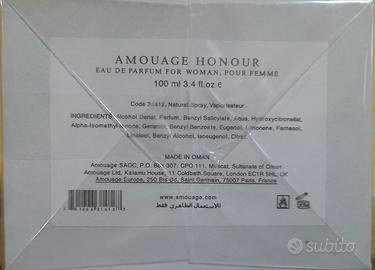 AMOUAGE HONOUR
EAU DE PARFUM FOR WOMAN, POUR FEMME
100 ml 3.4 fl.oz e
Code 31412, Natural Spray, Vaporisateur
INGREDIENTS: Alcohol Denat, Parfum, Benzyl Salicylate, Aqua, Hydroxycitronellal,
Alpha-Isomethyl Ionone, Geraniol, Benzyl Benzoate, Eugenol, Limonene, Farnesol,
Linalool, Benzyl Alcohol, Isoeugenol, Citral
MADE IN OMAN
Amouage SAOC, P.O. Box 307, CPO 111, Muscat, Sultanate of Oman
Amouage Ltd, Kalamu House, 11 Coldbath Square, London EC1R 5HL, UK
Amouage Europe, 250 Bis Bd, Saint Germain, 75007 Paris, France
www.amouage.com
للاستعمال الظاهري فقط
subito